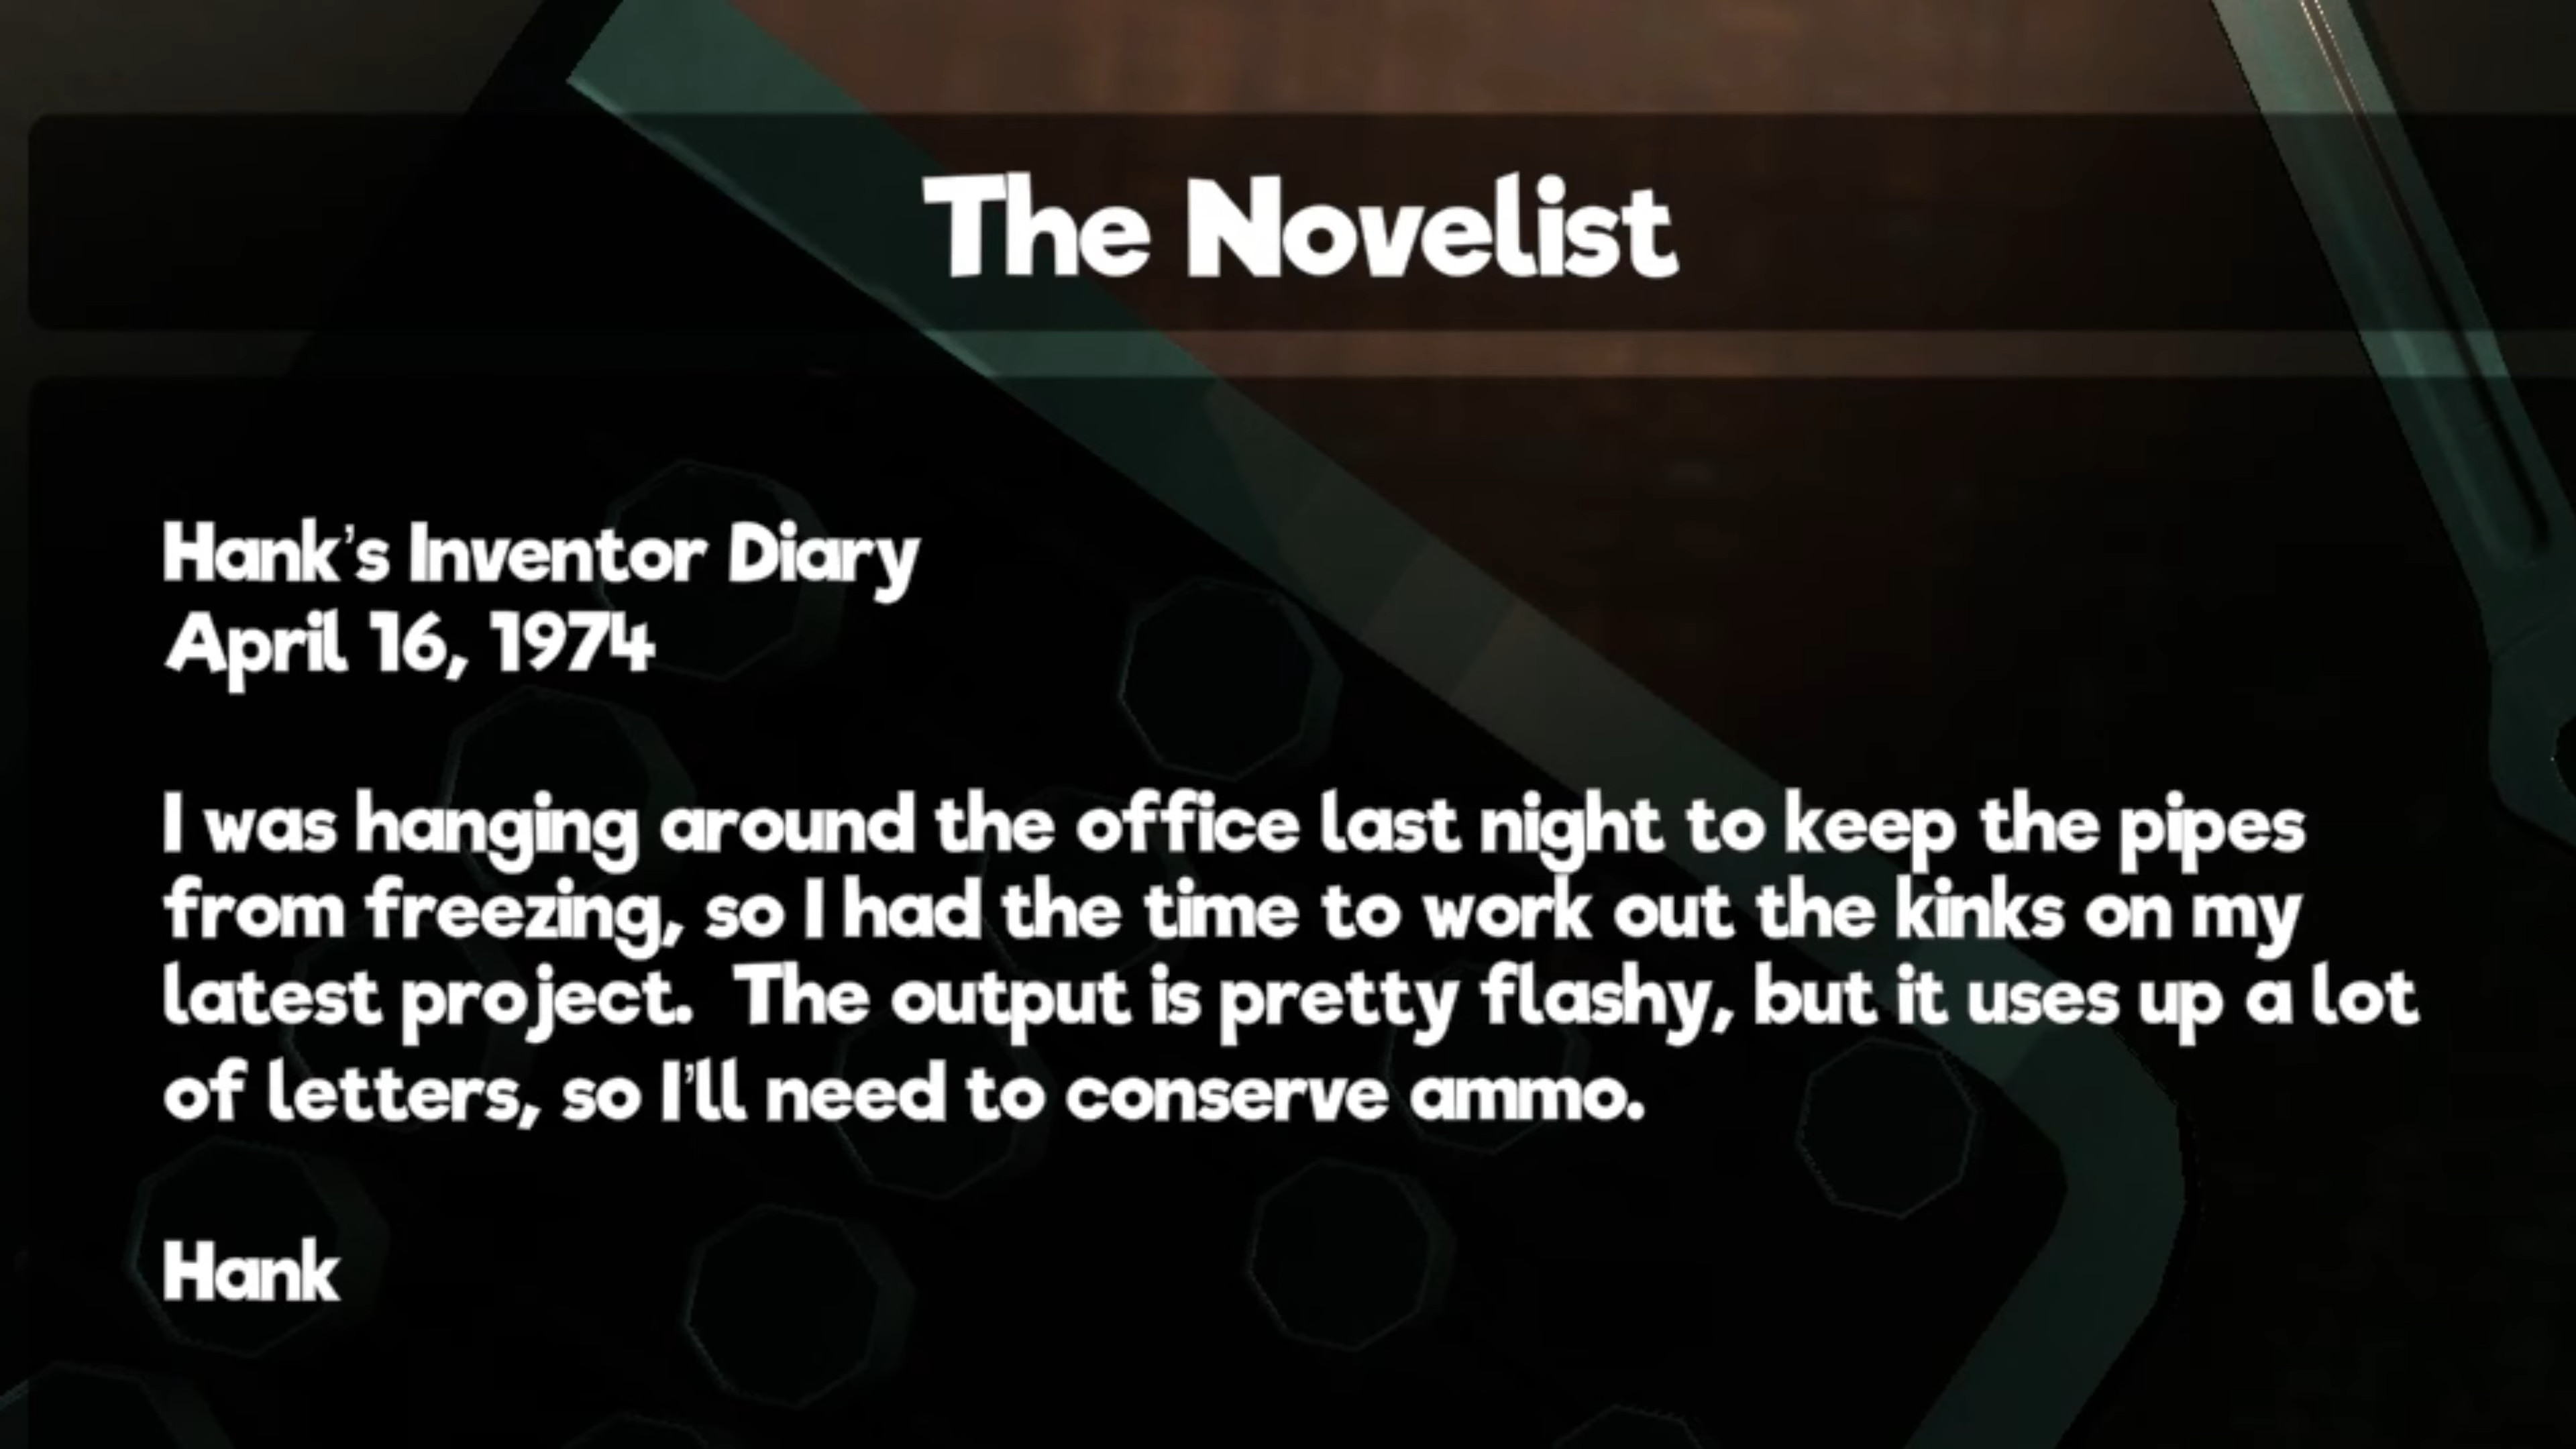 The Novelist
Hank's Inventor Diary
April 16, 1974
I was hanging around the office last night to keep the pipes
from freezing, so I had the time to work out the kinks on my
latest project.  The output is pretty flashy, but it uses up a lot
of letters, so I'll need to conserve ammo.
Hank